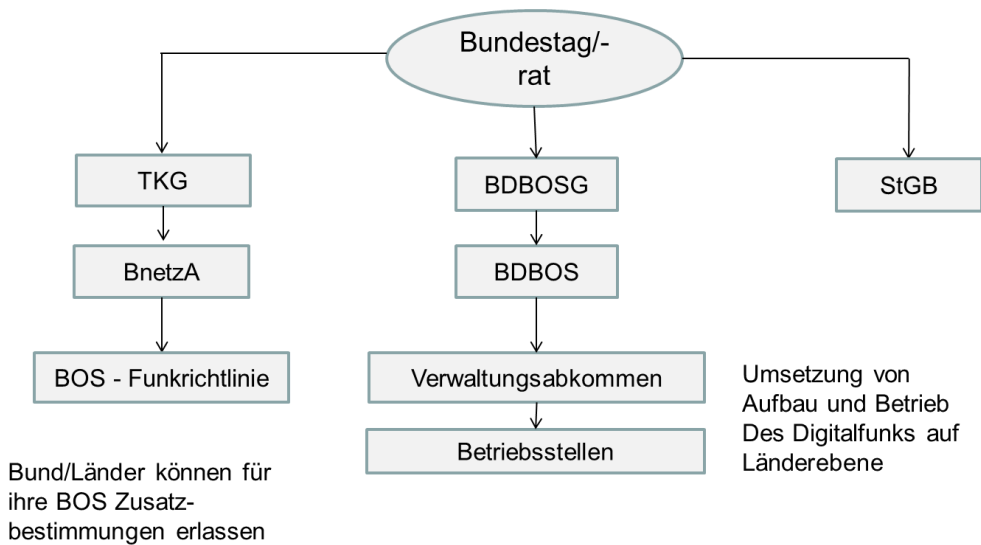 Bundestag/-
rat
TKG
BDBOSG
StGB
BnetzA
BDBOS
BOS - Funkrichtlinie
Verwaltungsabkommen
Betriebsstellen
Umsetzung von
Aufbau und Betrieb
Des Digitalfunks auf
Länderebene
Bund/Länder können für
ihre BOS Zusatz-
bestimmungen erlassen